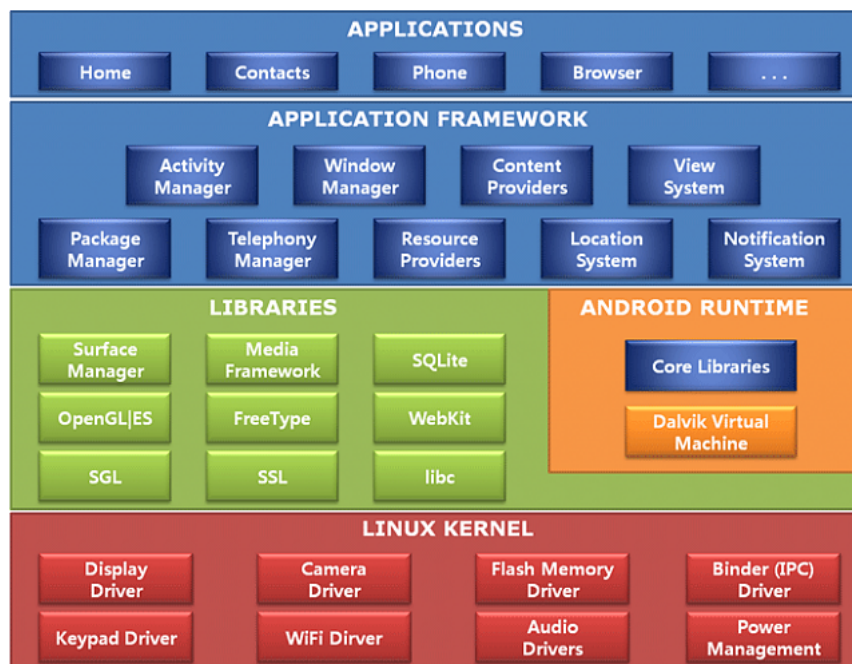 APPLICATIONS
Home Contacts Phone Browser . . .
APPLICATION FRAMEWORK
Activity Manager
Window Manager
Content Providers
View System
Package Manager
Telephony Manager
Resource Providers
Location System
Notification System
LIBRARIES
Surface Manager
Media Framework
SQLite
OpenGL|ES
FreeType
WebKit
SGL
SSL
libc
ANDROID RUNTIME
Core Libraries
Dalvik Virtual Machine
LINUX KERNEL
Display Driver
Camera Driver
Flash Memory Driver
Binder (IPC) Driver
Keypad Driver
WiFi Dirver
Audio Drivers
Power Management